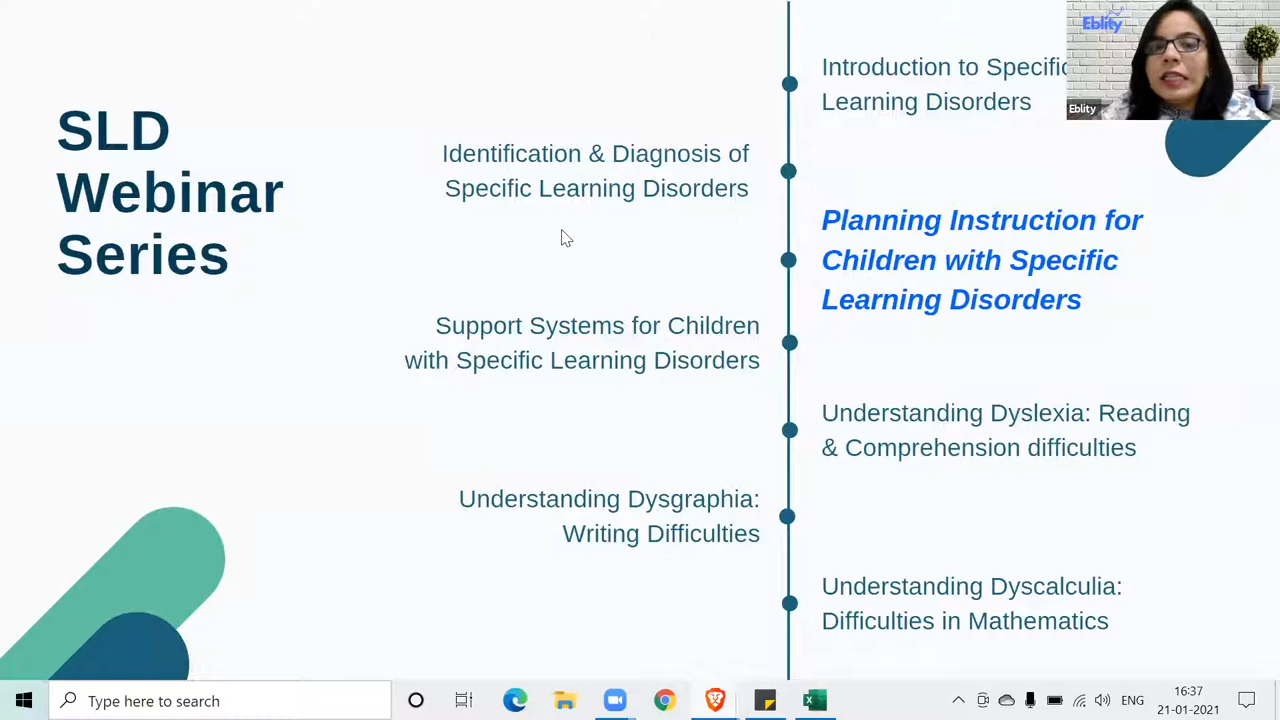 SLD
Webinar
Series
Introduction to Specific
Learning Disorders
Identification & Diagnosis of
Specific Learning Disorders
Planning Instruction for
Children with Specific
Learning Disorders
Support Systems for Children
with Specific Learning Disorders
Understanding Dyslexia: Reading
& Comprehension difficulties
Understanding Dysgraphia:
Writing Difficulties
Understanding Dyscalculia:
Difficulties in Mathematics
Eblity
Eblity
Type here to search
ENG
16:37
21-01-2021